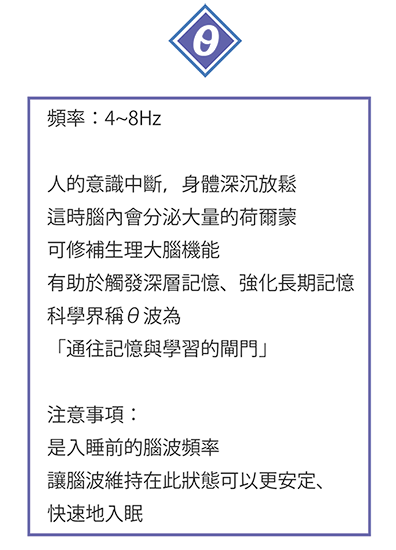 θ
頻率：4~8Hz
人的意識中斷，身體深沉放鬆
這時腦內會分泌大量的荷爾蒙
可修補生理大腦機能
有助於觸發深層記憶、強化長期記憶
科學界稱θ波為
「通往記憶與學習的閘門」
注意事項：
是入睡前的腦波頻率
讓腦波維持在此狀態可以更安定、
快速地入眠